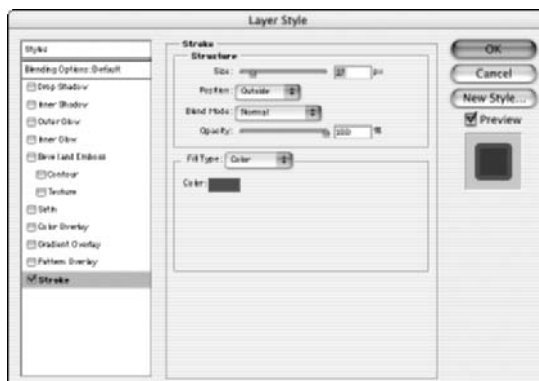 Layer Style
Styles
Blending Options: Default
Drop Shadow
Inner Shadow
Outer Glow
Inner Glow
Bevel and Emboss
Contour
Texture
Satin
Color Overlay
Gradient Overlay
Pattern Overlay
Stroke
Stroke
Structure
Size: px
Position: Outside
Blend Mode: Normal
Opacity: 100 %
Fill Type: Color
Color:
OK
Cancel
New Style...
Preview